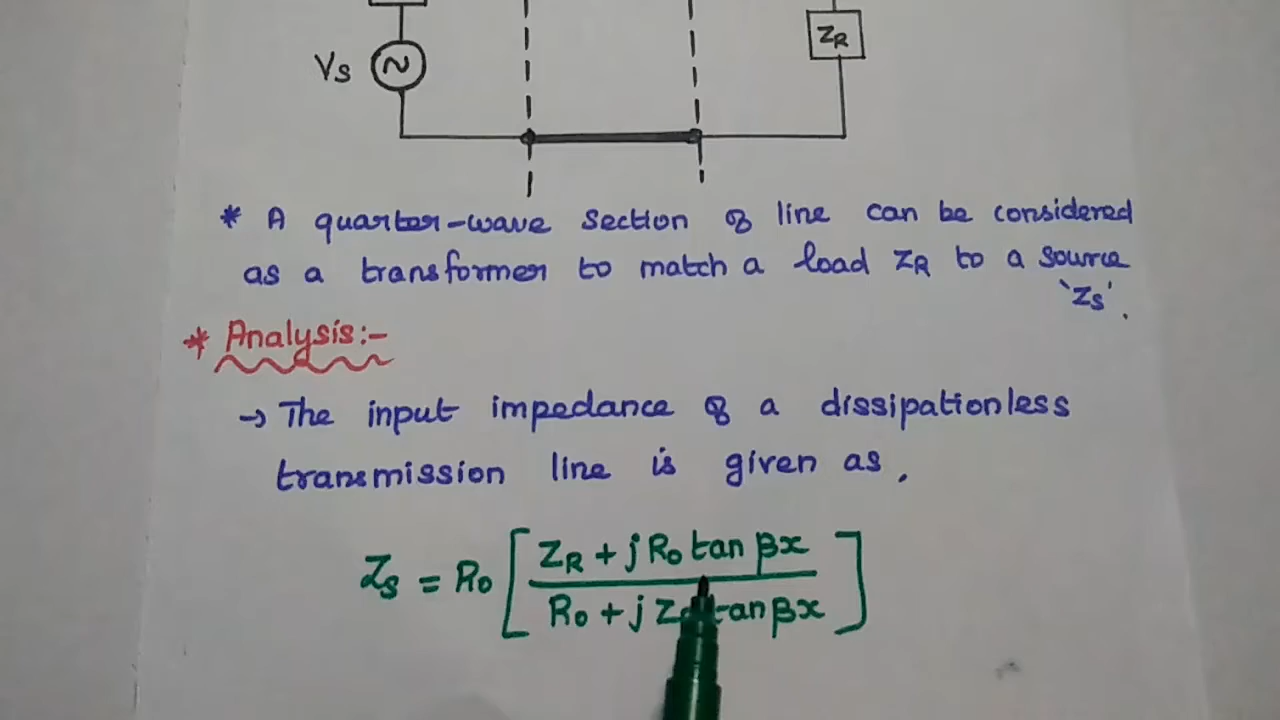 ZR
Vs
* A quarter-wave section of line can be considered
as a transformer to match a load ZR to a source
'Zs'.
* Analysis:-
→ The input impedance of a dissipationless
transmission line is given as,
Zs = R₀ [ ZR + j R₀ tan βx
R₀ + j Z tan βx ]